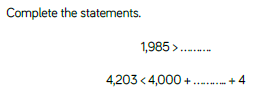 Complete the statements.
1,985 > ..........
4,203 < 4,000 + ........... + 4